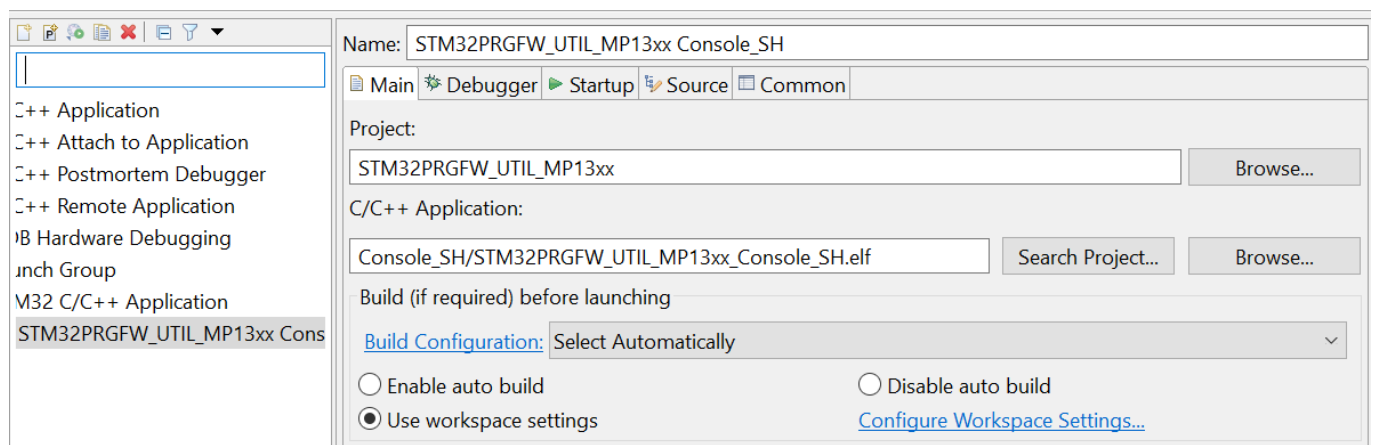 Name: STM32PRGFW_UTIL_MP13xx Console_SH
Main Debugger Startup Source Common
C++ Application
C++ Attach to Application
C++ Postmortem Debugger
C++ Remote Application
B Hardware Debugging
unch Group
M32 C/C++ Application
STM32PRGFW_UTIL_MP13xx Cons
Project:
STM32PRGFW_UTIL_MP13xx Browse...
C/C++ Application:
Console_SH/STM32PRGFW_UTIL_MP13xx_Console_SH.elf Search Project... Browse...
Build (if required) before launching
Build Configuration: Select Automatically
Enable auto build Disable auto build
Use workspace settings Configure Workspace Settings...